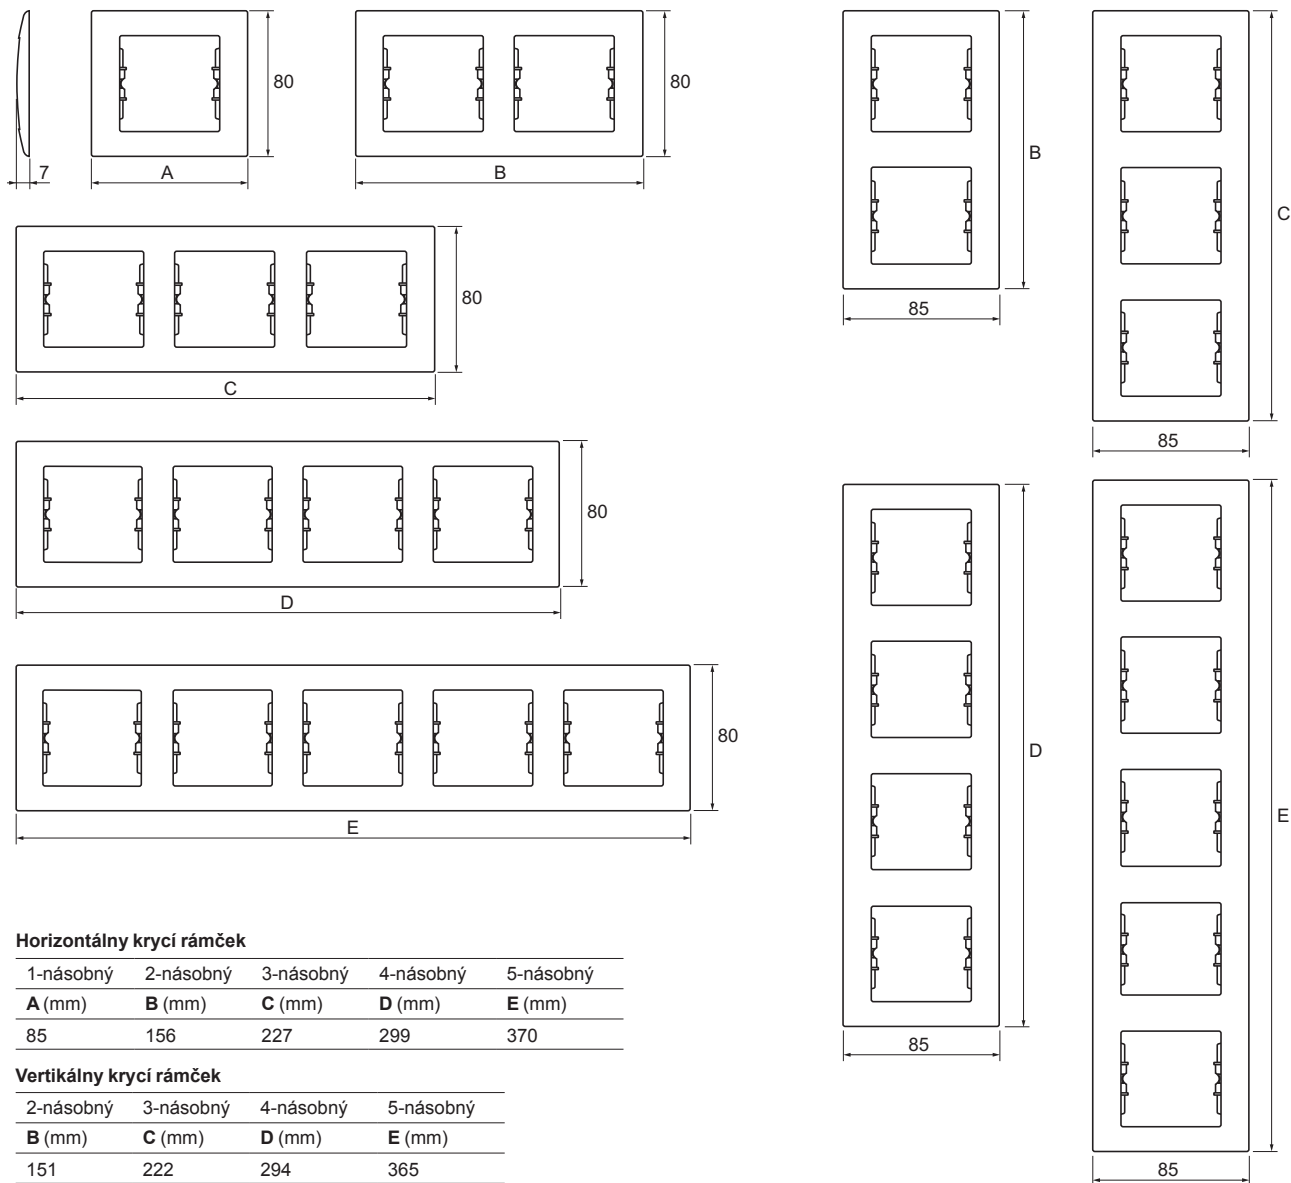 80
80
7
A
B
B
C
80
C
85
85
80
D
D
80
E
E
85
85
Horizontálny krycí rámček
1-násobný 2-násobný 3-násobný 4-násobný 5-násobný
A (mm) B (mm) C (mm) D (mm) E (mm)
85 156 227 299 370
Vertikálny krycí rámček
2-násobný 3-násobný 4-násobný 5-násobný
B (mm) C (mm) D (mm) E (mm)
151 222 294 365